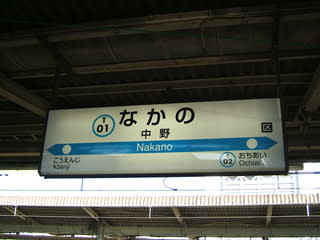 T
01
なかの
中野
区
こうえんじ
Kōenji
Nakano
T
02
おちあい
Ochiai